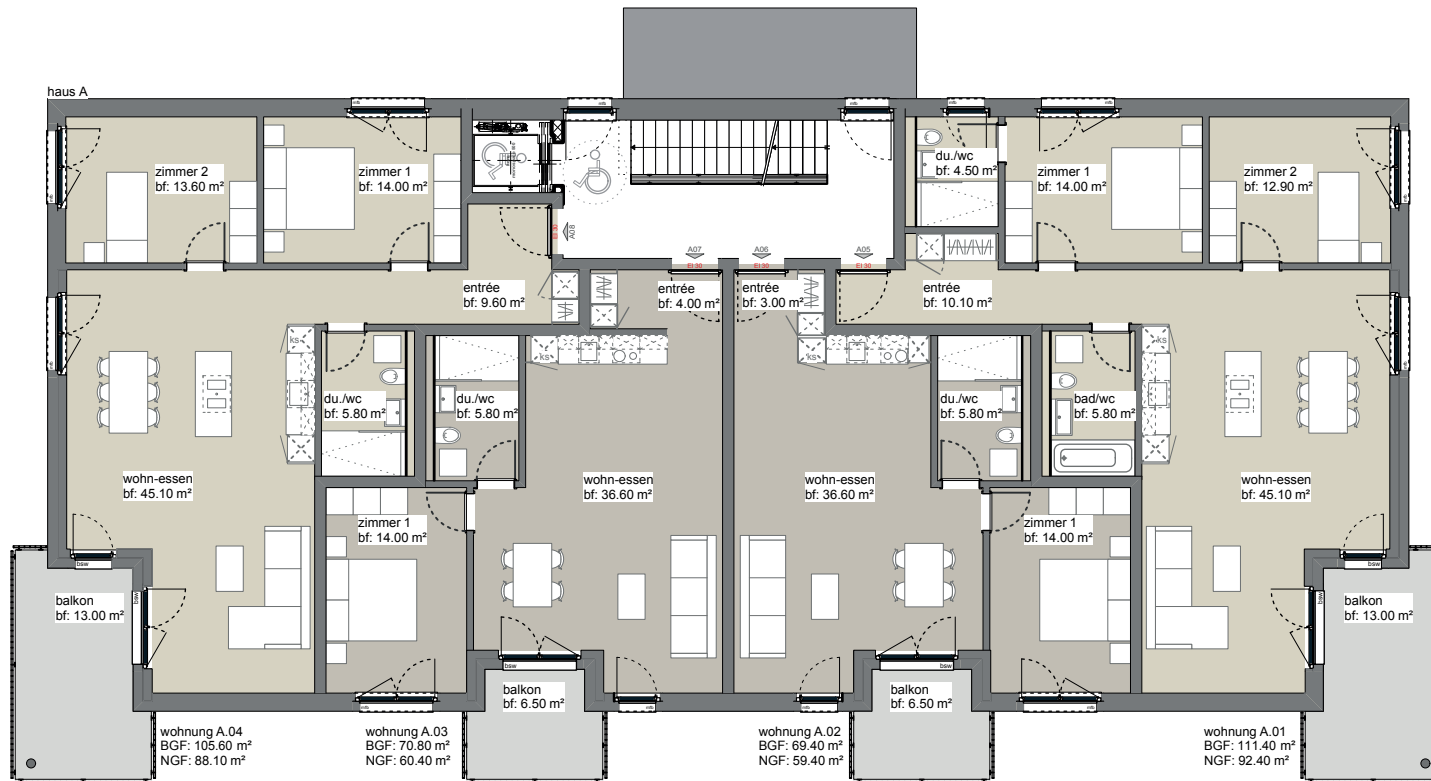 haus A
zimmer 2
bf: 13.60 m²
zimmer 1
bf: 14.00 m²
du./wc
bf: 4.50 m²
zimmer 1
bf: 14.00 m²
zimmer 2
bf: 12.90 m²
EI 30
A08
A07
EI 30
A06
EI 30
A05
EI 30
entrée
bf: 9.60 m²
entrée
bf: 4.00 m²
entrée
bf: 3.00 m²
entrée
bf: 10.10 m²
ks
ks
ks
ks
du./wc
bf: 5.80 m²
du./wc
bf: 5.80 m²
du./wc
bf: 5.80 m²
bad/wc
bf: 5.80 m²
wohn-essen
bf: 45.10 m²
wohn-essen
bf: 36.60 m²
wohn-essen
bf: 36.60 m²
wohn-essen
bf: 45.10 m²
zimmer 1
bf: 14.00 m²
zimmer 1
bf: 14.00 m²
bsw
bsw
bsw
bsw
bsw
bsw
balkon
bf: 13.00 m²
balkon
bf: 13.00 m²
balkon
bf: 6.50 m²
balkon
bf: 6.50 m²
wohnung A.04
BGF: 105.60 m²
NGF: 88.10 m²
wohnung A.03
BGF: 70.80 m²
NGF: 60.40 m²
wohnung A.02
BGF: 69.40 m²
NGF: 59.40 m²
wohnung A.01
BGF: 111.40 m²
NGF: 92.40 m²